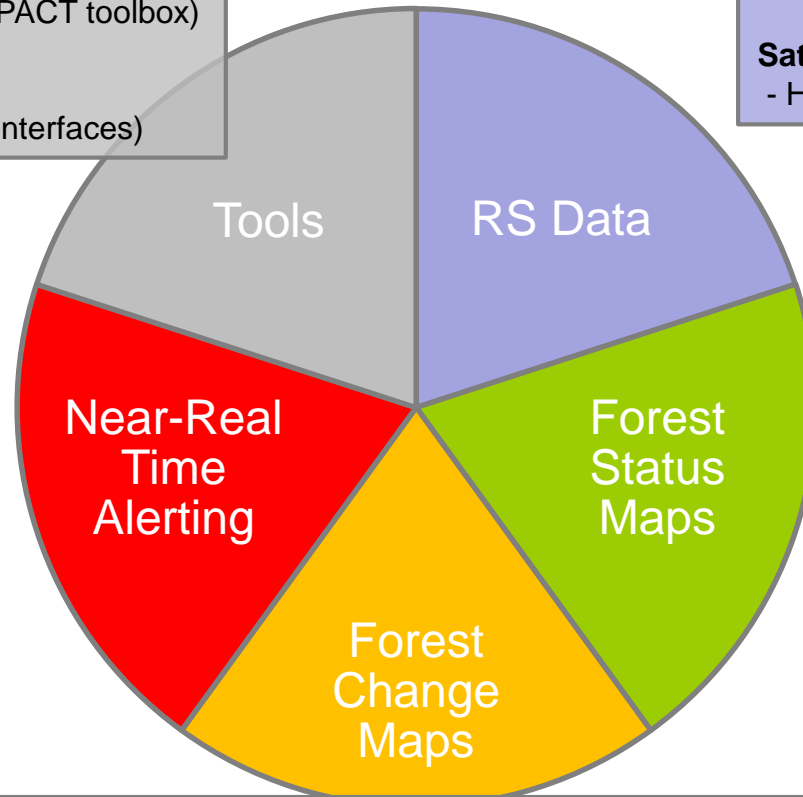 PACT toolbox)
nterfaces)
Sat
- H
Tools
RS Data
Near-Real
Time
Alerting
Forest
Status
Maps
Forest
Change
Maps